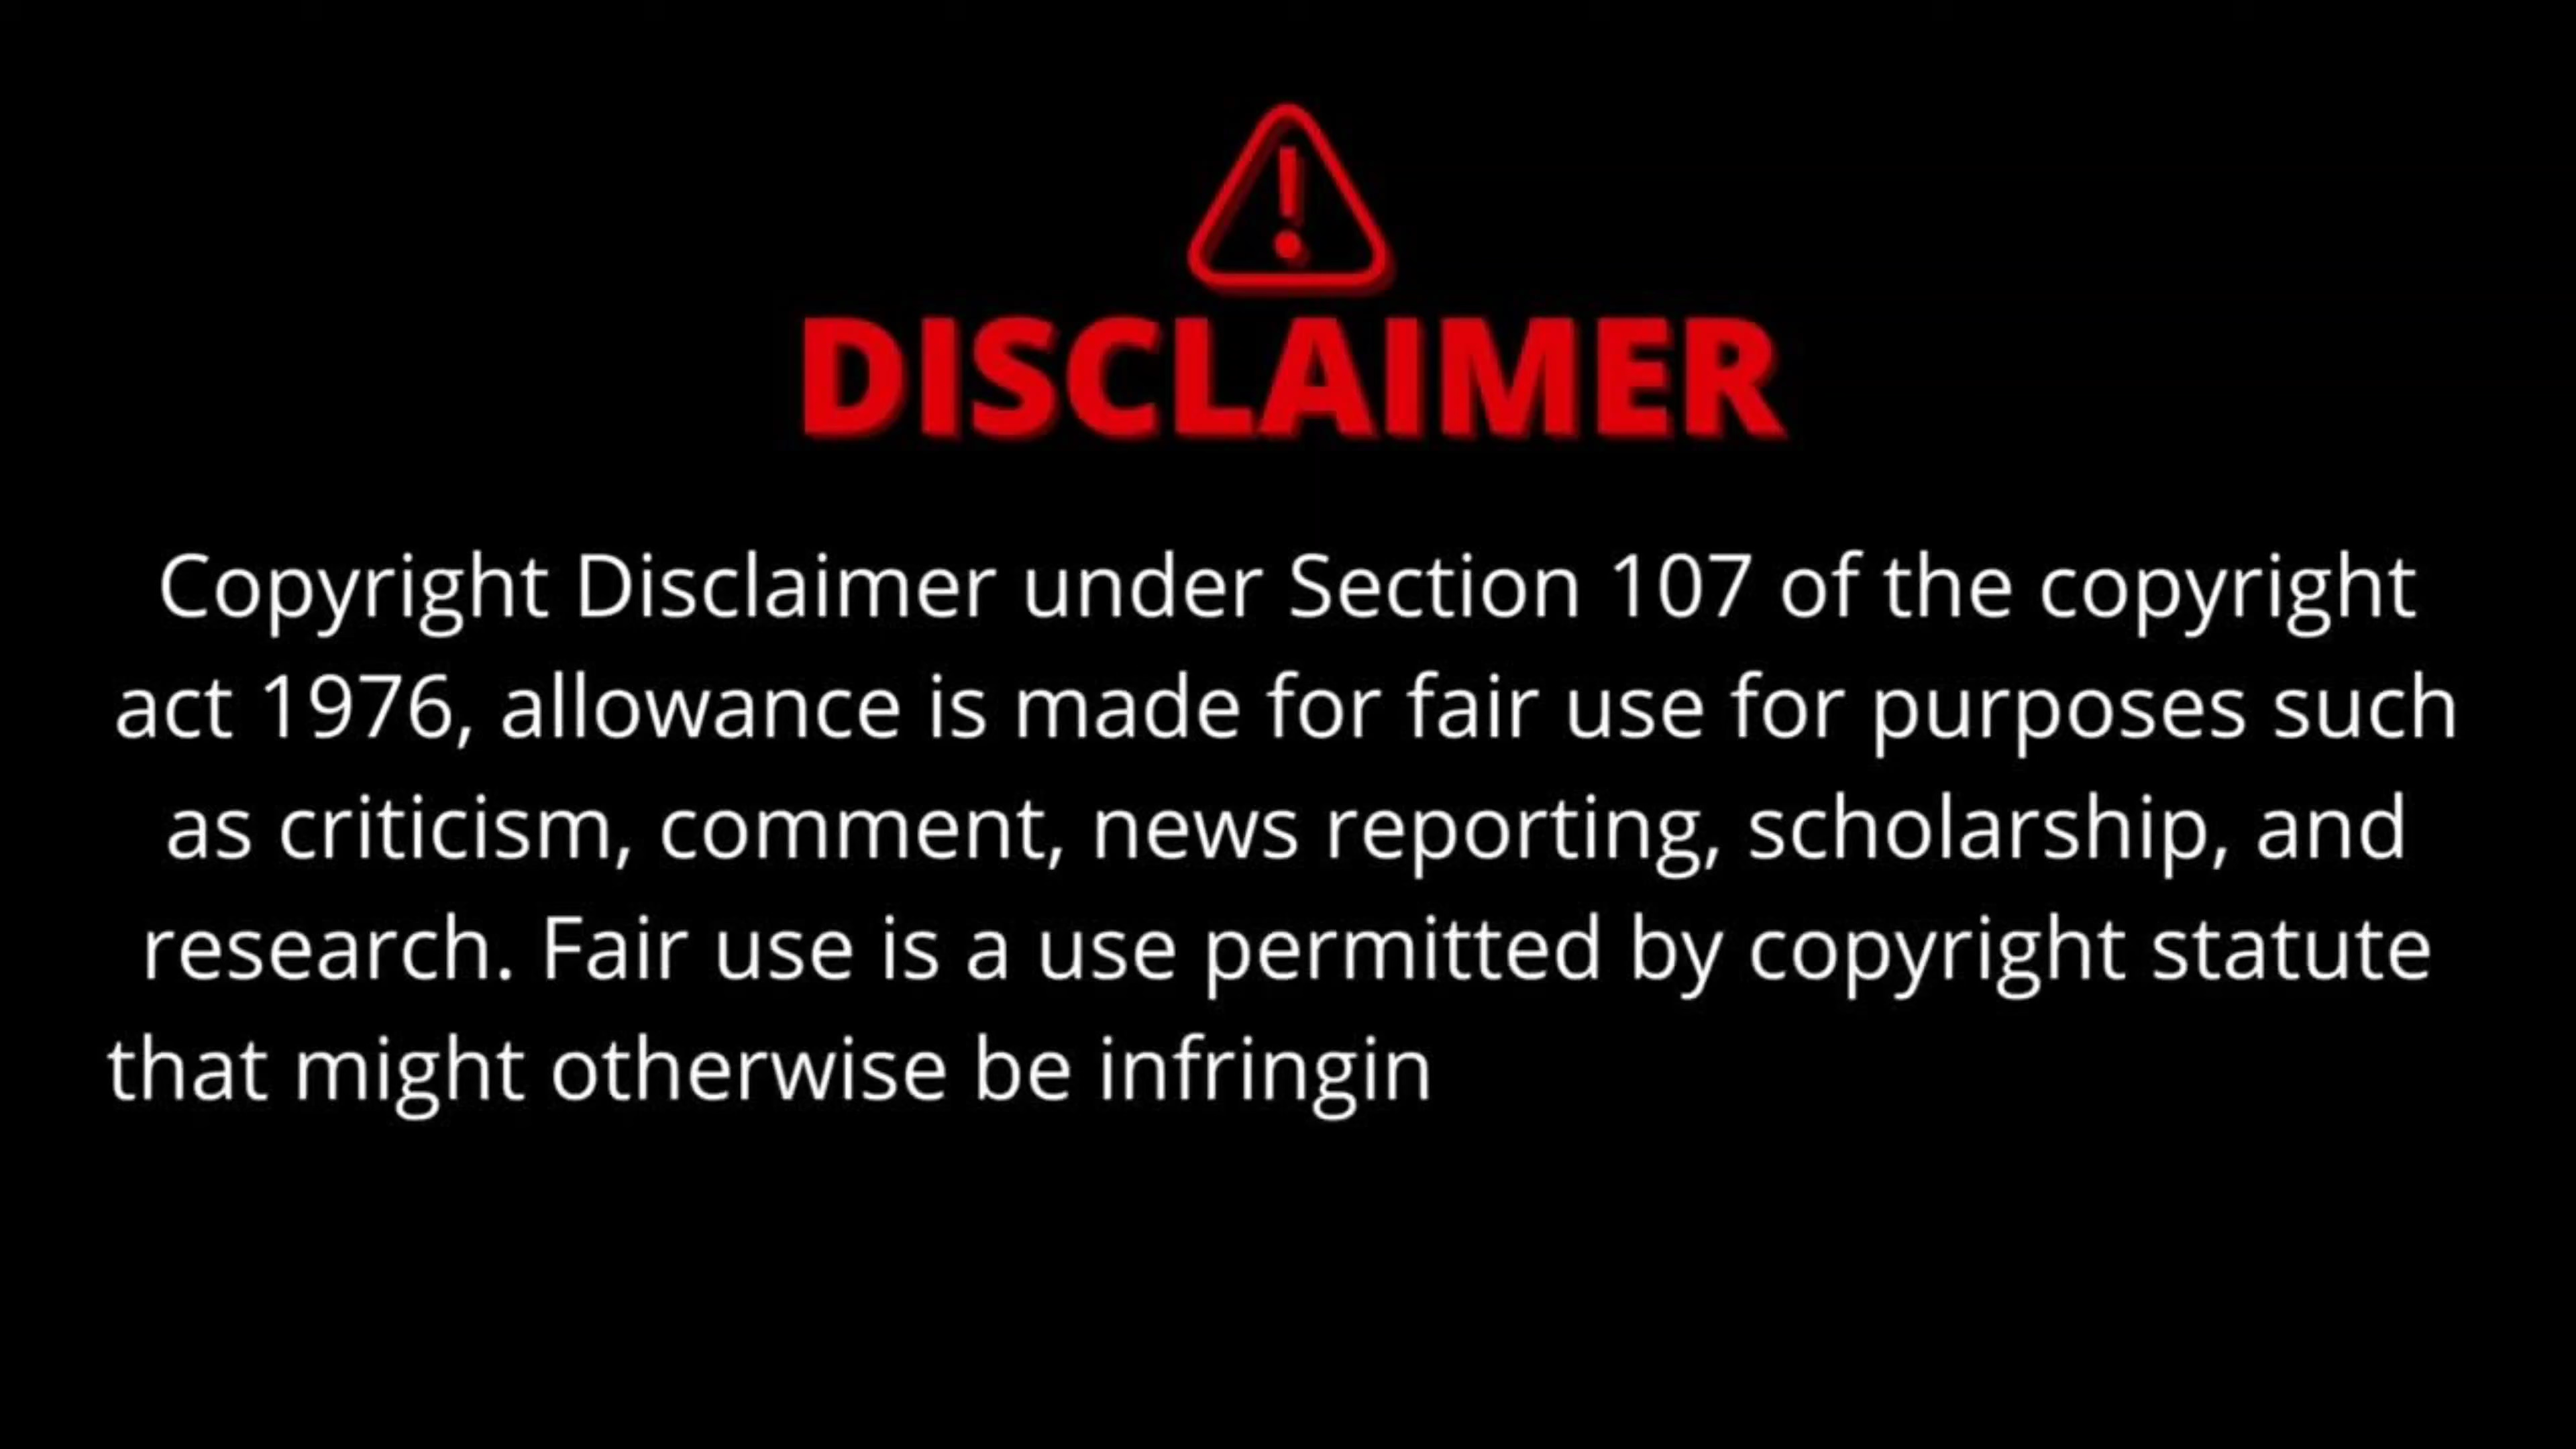 DISCLAIMER
Copyright Disclaimer under Section 107 of the copyright
act 1976, allowance is made for fair use for purposes such
as criticism, comment, news reporting, scholarship, and
research. Fair use is a use permitted by copyright statute
that might otherwise be infringin